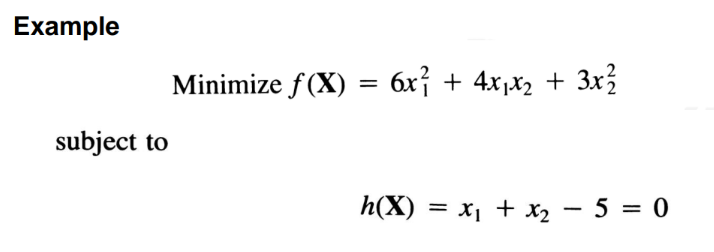 Example
Minimize f(X) = 6x₁² + 4x₁x₂ + 3x₂²
subject to
h(X) = x₁ + x₂ − 5 = 0